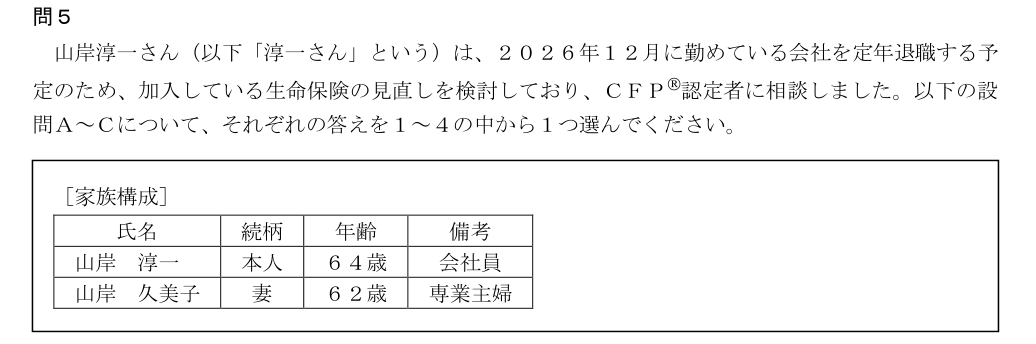 問5
山岸淳一さん（以下「淳一さん」という）は、2026年12月に勤めている会社を定年退職する予
定のため、加入している生命保険の見直しを検討しており、CFP®認定者に相談しました。以下の設
問A～Cについて、それぞれの答えを1～4の中から1つ選んでください。
［家族構成］
氏名 続柄 年齢 備考
山岸 淳一 本人 64歳 会社員
山岸 久美子 妻 62歳 専業主婦